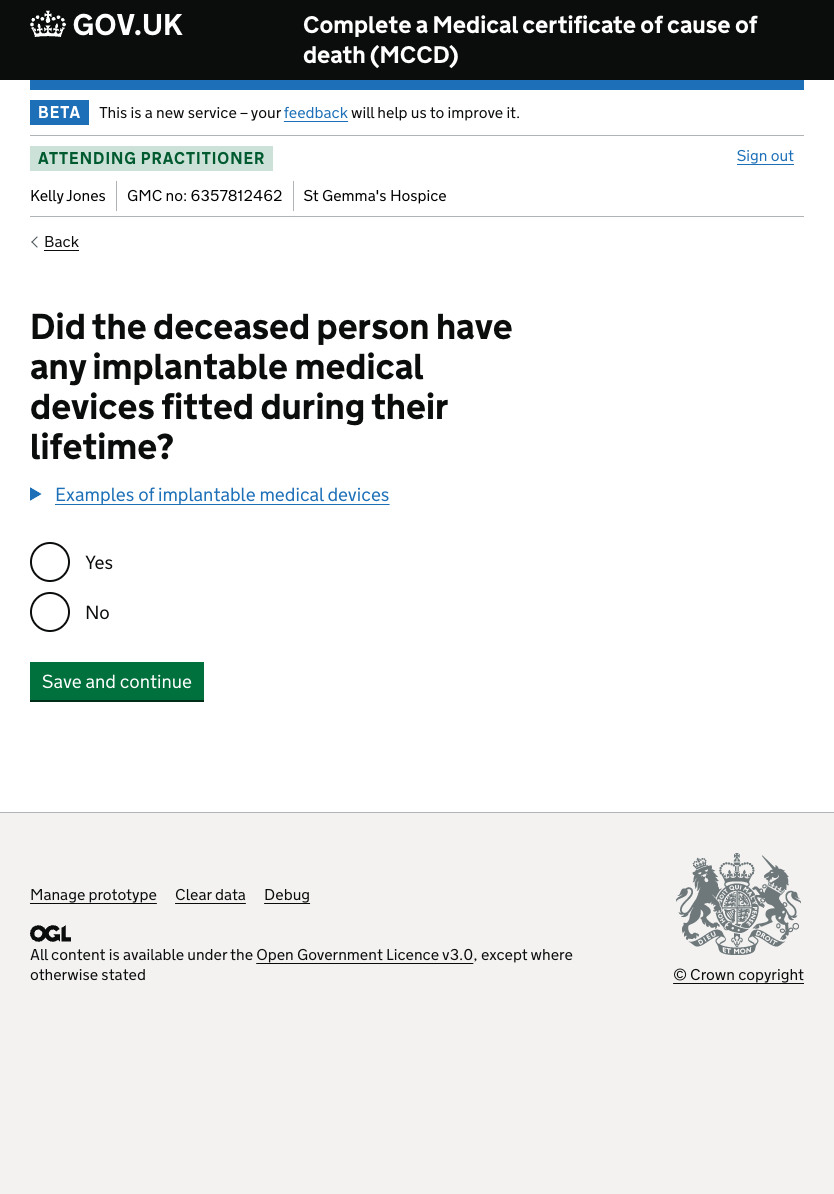 GOV.UK
Complete a Medical certificate of cause of
death (MCCD)
BETA This is a new service – your feedback will help us to improve it.
ATTENDING PRACTITIONER
Sign out
Kelly Jones GMC no: 6357812462 St Gemma's Hospice
Back
Did the deceased person have
any implantable medical
devices fitted during their
lifetime?
Examples of implantable medical devices
Yes
No
Save and continue
Manage prototype Clear data Debug
OGL
All content is available under the Open Government Licence v3.0, except where
otherwise stated
DIEU ET MON DROIT
© Crown copyright